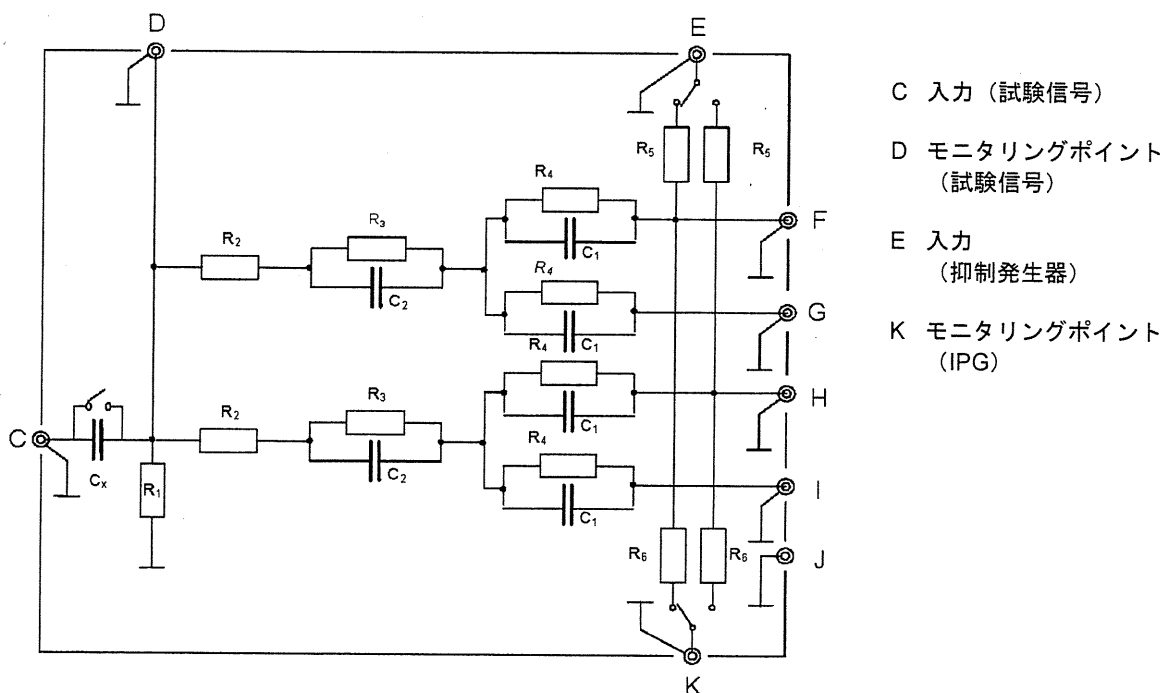 D
E
C 入力（試験信号）
D モニタリングポイント
（試験信号）
E 入力
（抑制発生器）
K モニタリングポイント
（IPG）
R5
R5
R4
C1
F
R2
R3
C2
R4
G
R4
C1
H
R2
R3
C2
C1
R4
C
Cx
R1
C1
I
R6
R6
J
K